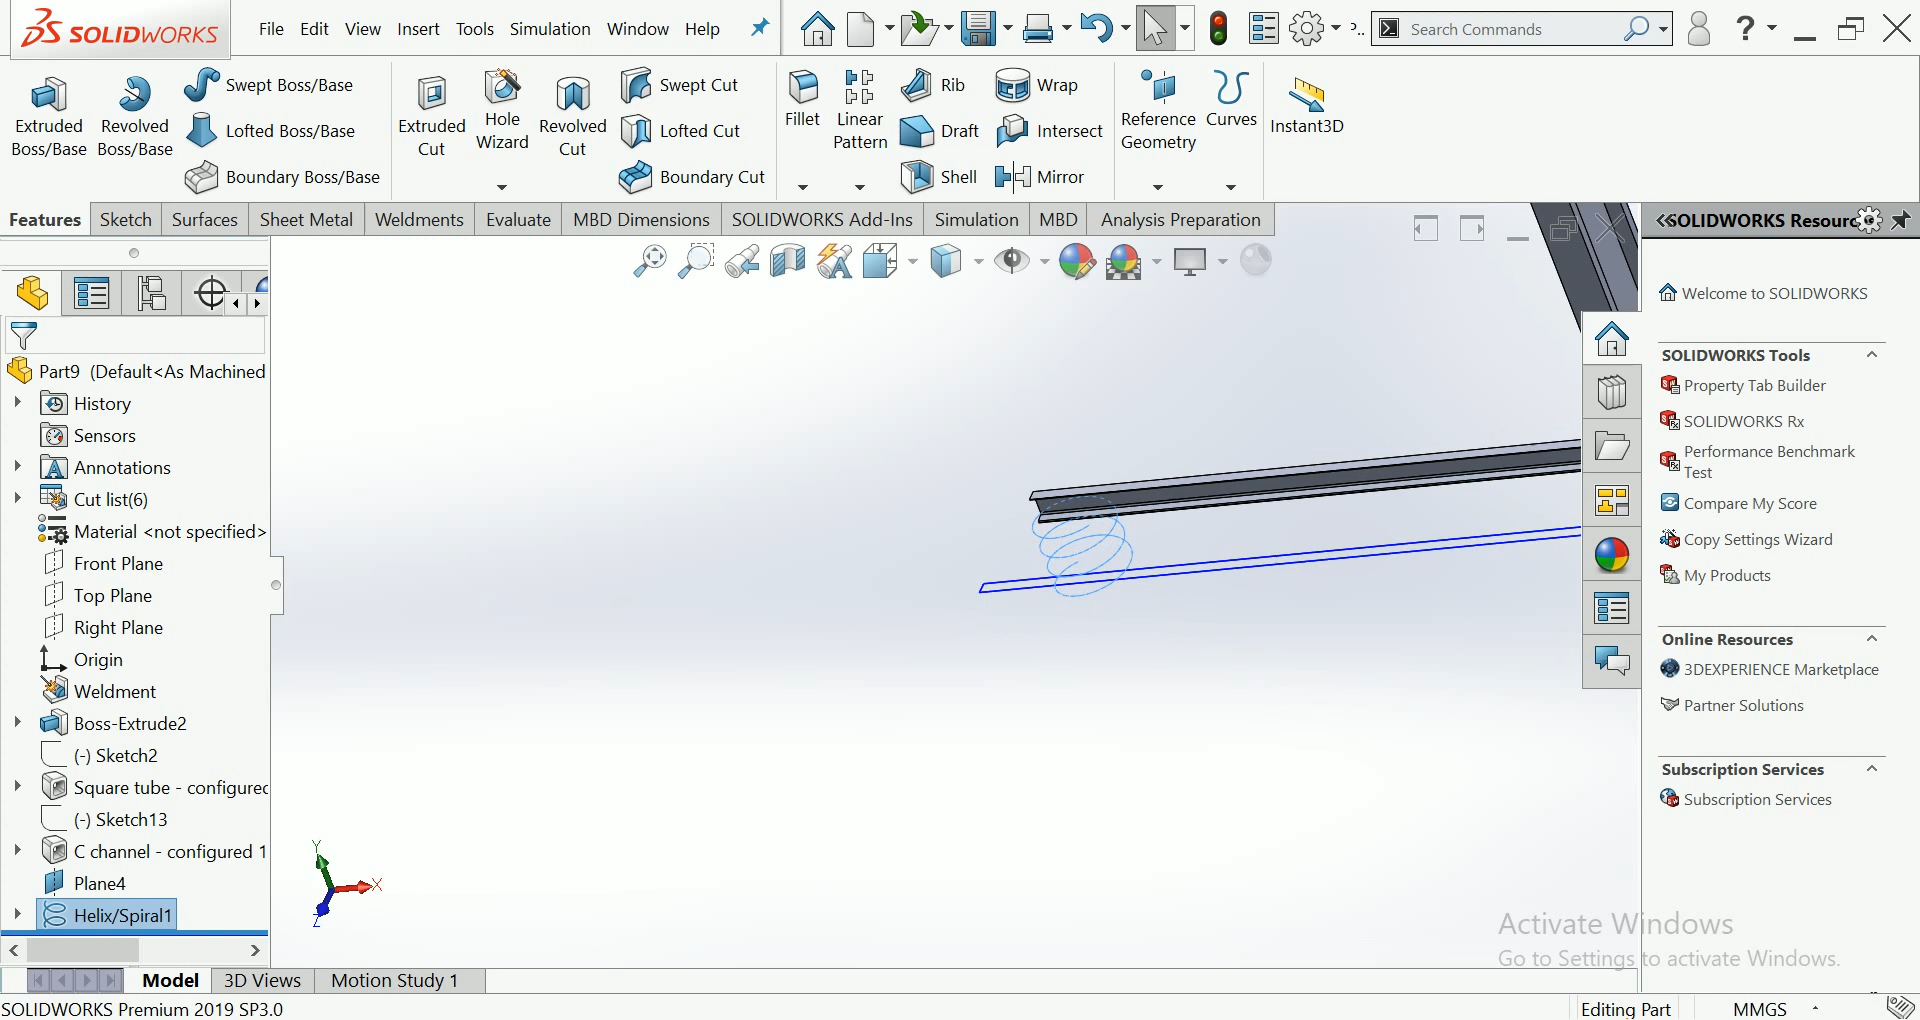 SOLIDWORKS
File Edit View Insert Tools Simulation Window Help
Search Commands
Extruded Boss/Base
Revolved Boss/Base
Swept Boss/Base
Lofted Boss/Base
Boundary Boss/Base
Extruded Cut
Hole Wizard
Revolved Cut
Swept Cut
Lofted Cut
Boundary Cut
Fillet
Linear Pattern
Rib
Draft
Shell
Wrap
Intersect
Mirror
Reference Geometry
Curves
Instant3D
Features Sketch Surfaces Sheet Metal Weldments Evaluate MBD Dimensions SOLIDWORKS Add-Ins Simulation MBD Analysis Preparation
Part9 (Default<As Machined
History
Sensors
Annotations
Cut list(6)
Material <not specified>
Front Plane
Top Plane
Right Plane
Origin
Weldment
Boss-Extrude2
(-) Sketch2
Square tube - configured
(-) Sketch13
C channel - configured 1
Plane4
Helix/Spiral1
Y
X
Z
SOLIDWORKS Resourc
Welcome to SOLIDWORKS
SOLIDWORKS Tools
Property Tab Builder
SOLIDWORKS Rx
Performance Benchmark
Test
Compare My Score
Copy Settings Wizard
My Products
Online Resources
3DEXPERIENCE Marketplace
Partner Solutions
Subscription Services
Subscription Services
Activate Windows
Go to Settings to activate Windows.
Model 3D Views Motion Study 1
SOLIDWORKS Premium 2019 SP3.0
Editing Part
MMGS